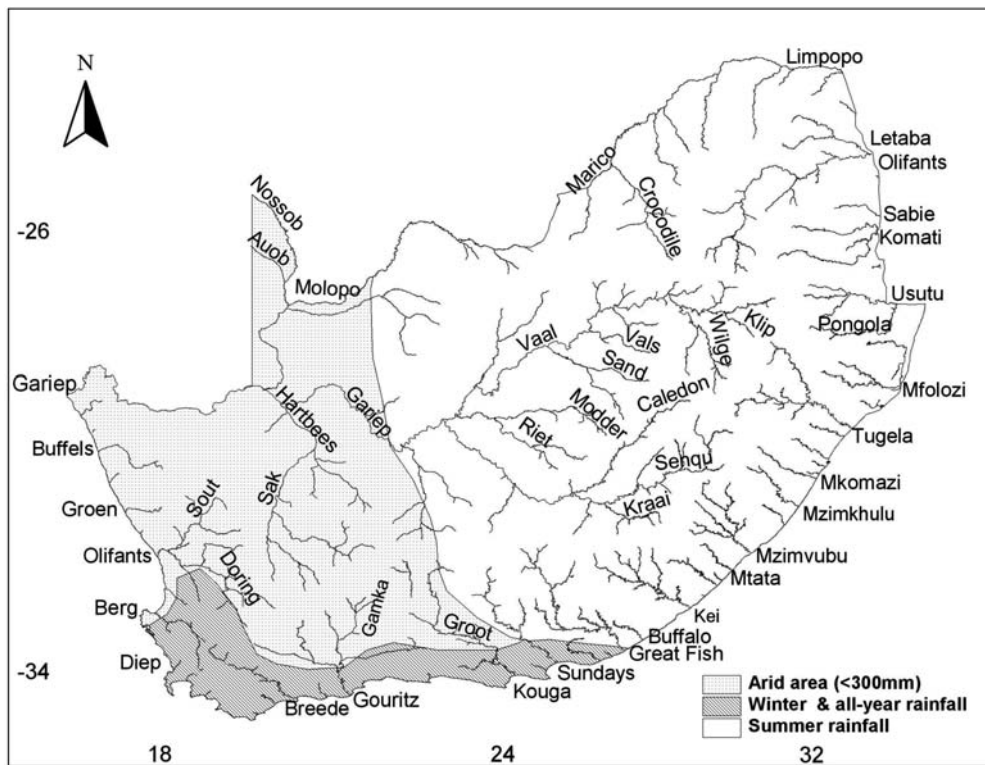 Limpopo
N
Letaba
Olifants
Marico
Crocodile
Nossob
Sabie
-26
Auob
Komati
Molopo
Usutu
Klip
Pongola
Wilge
Vaal
Vals
Sand
Gariep
Hartbees
Gariep
Caledon
Mfolozi
Modder
Riet
Tugela
Buffels
Senqu
Sak
Mkomazi
Sout
Kraai
Groen
Mzimkhulu
Olifants
Doring
Mzimvubu
Mtata
Berg
Gamka
Kei
Groot
Buffalo
Great Fish
Diep
-34
Sundays
Arid area (<300mm)
Kouga
Gouritz
Breede
Winter & all-year rainfall
Summer rainfall
18
24
32